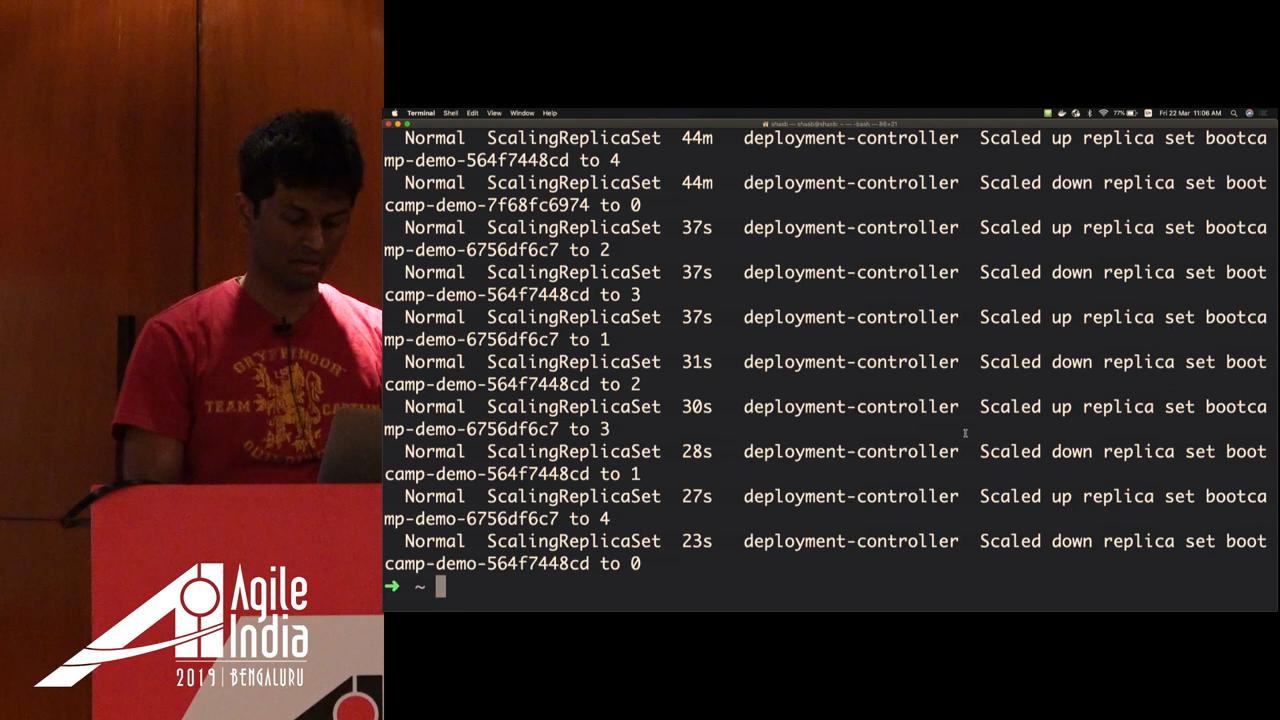 Terminal Shell Edit View Window Help
77% Fri 22 Mar 11:06 AM
Normal ScalingReplicaSet 44m deployment-controller Scaled up replica set bootca
mp-demo-564f7448cd to 4
Normal ScalingReplicaSet 44m deployment-controller Scaled down replica set boot
camp-demo-7f68fc6974 to 0
Normal ScalingReplicaSet 37s deployment-controller Scaled up replica set bootca
mp-demo-6756df6c7 to 2
Normal ScalingReplicaSet 37s deployment-controller Scaled down replica set boot
camp-demo-564f7448cd to 3
Normal ScalingReplicaSet 37s deployment-controller Scaled up replica set bootca
mp-demo-6756df6c7 to 1
Normal ScalingReplicaSet 31s deployment-controller Scaled down replica set boot
camp-demo-564f7448cd to 2
Normal ScalingReplicaSet 30s deployment-controller Scaled up replica set bootca
mp-demo-6756df6c7 to 3
Normal ScalingReplicaSet 28s deployment-controller Scaled down replica set boot
camp-demo-564f7448cd to 1
Normal ScalingReplicaSet 27s deployment-controller Scaled up replica set bootca
mp-demo-6756df6c7 to 4
Normal ScalingReplicaSet 23s deployment-controller Scaled down replica set boot
camp-demo-564f7448cd to 0
➜ ~
GRYFFINDOR
TEAM
Agile
India
2019 | BENGALURU